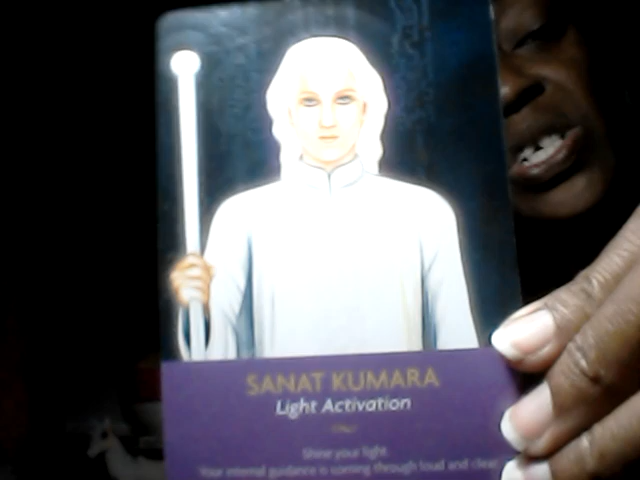 SANAT KUMARA
Light Activation
Shine your light.
Your internal guidance is coming through loud and clear